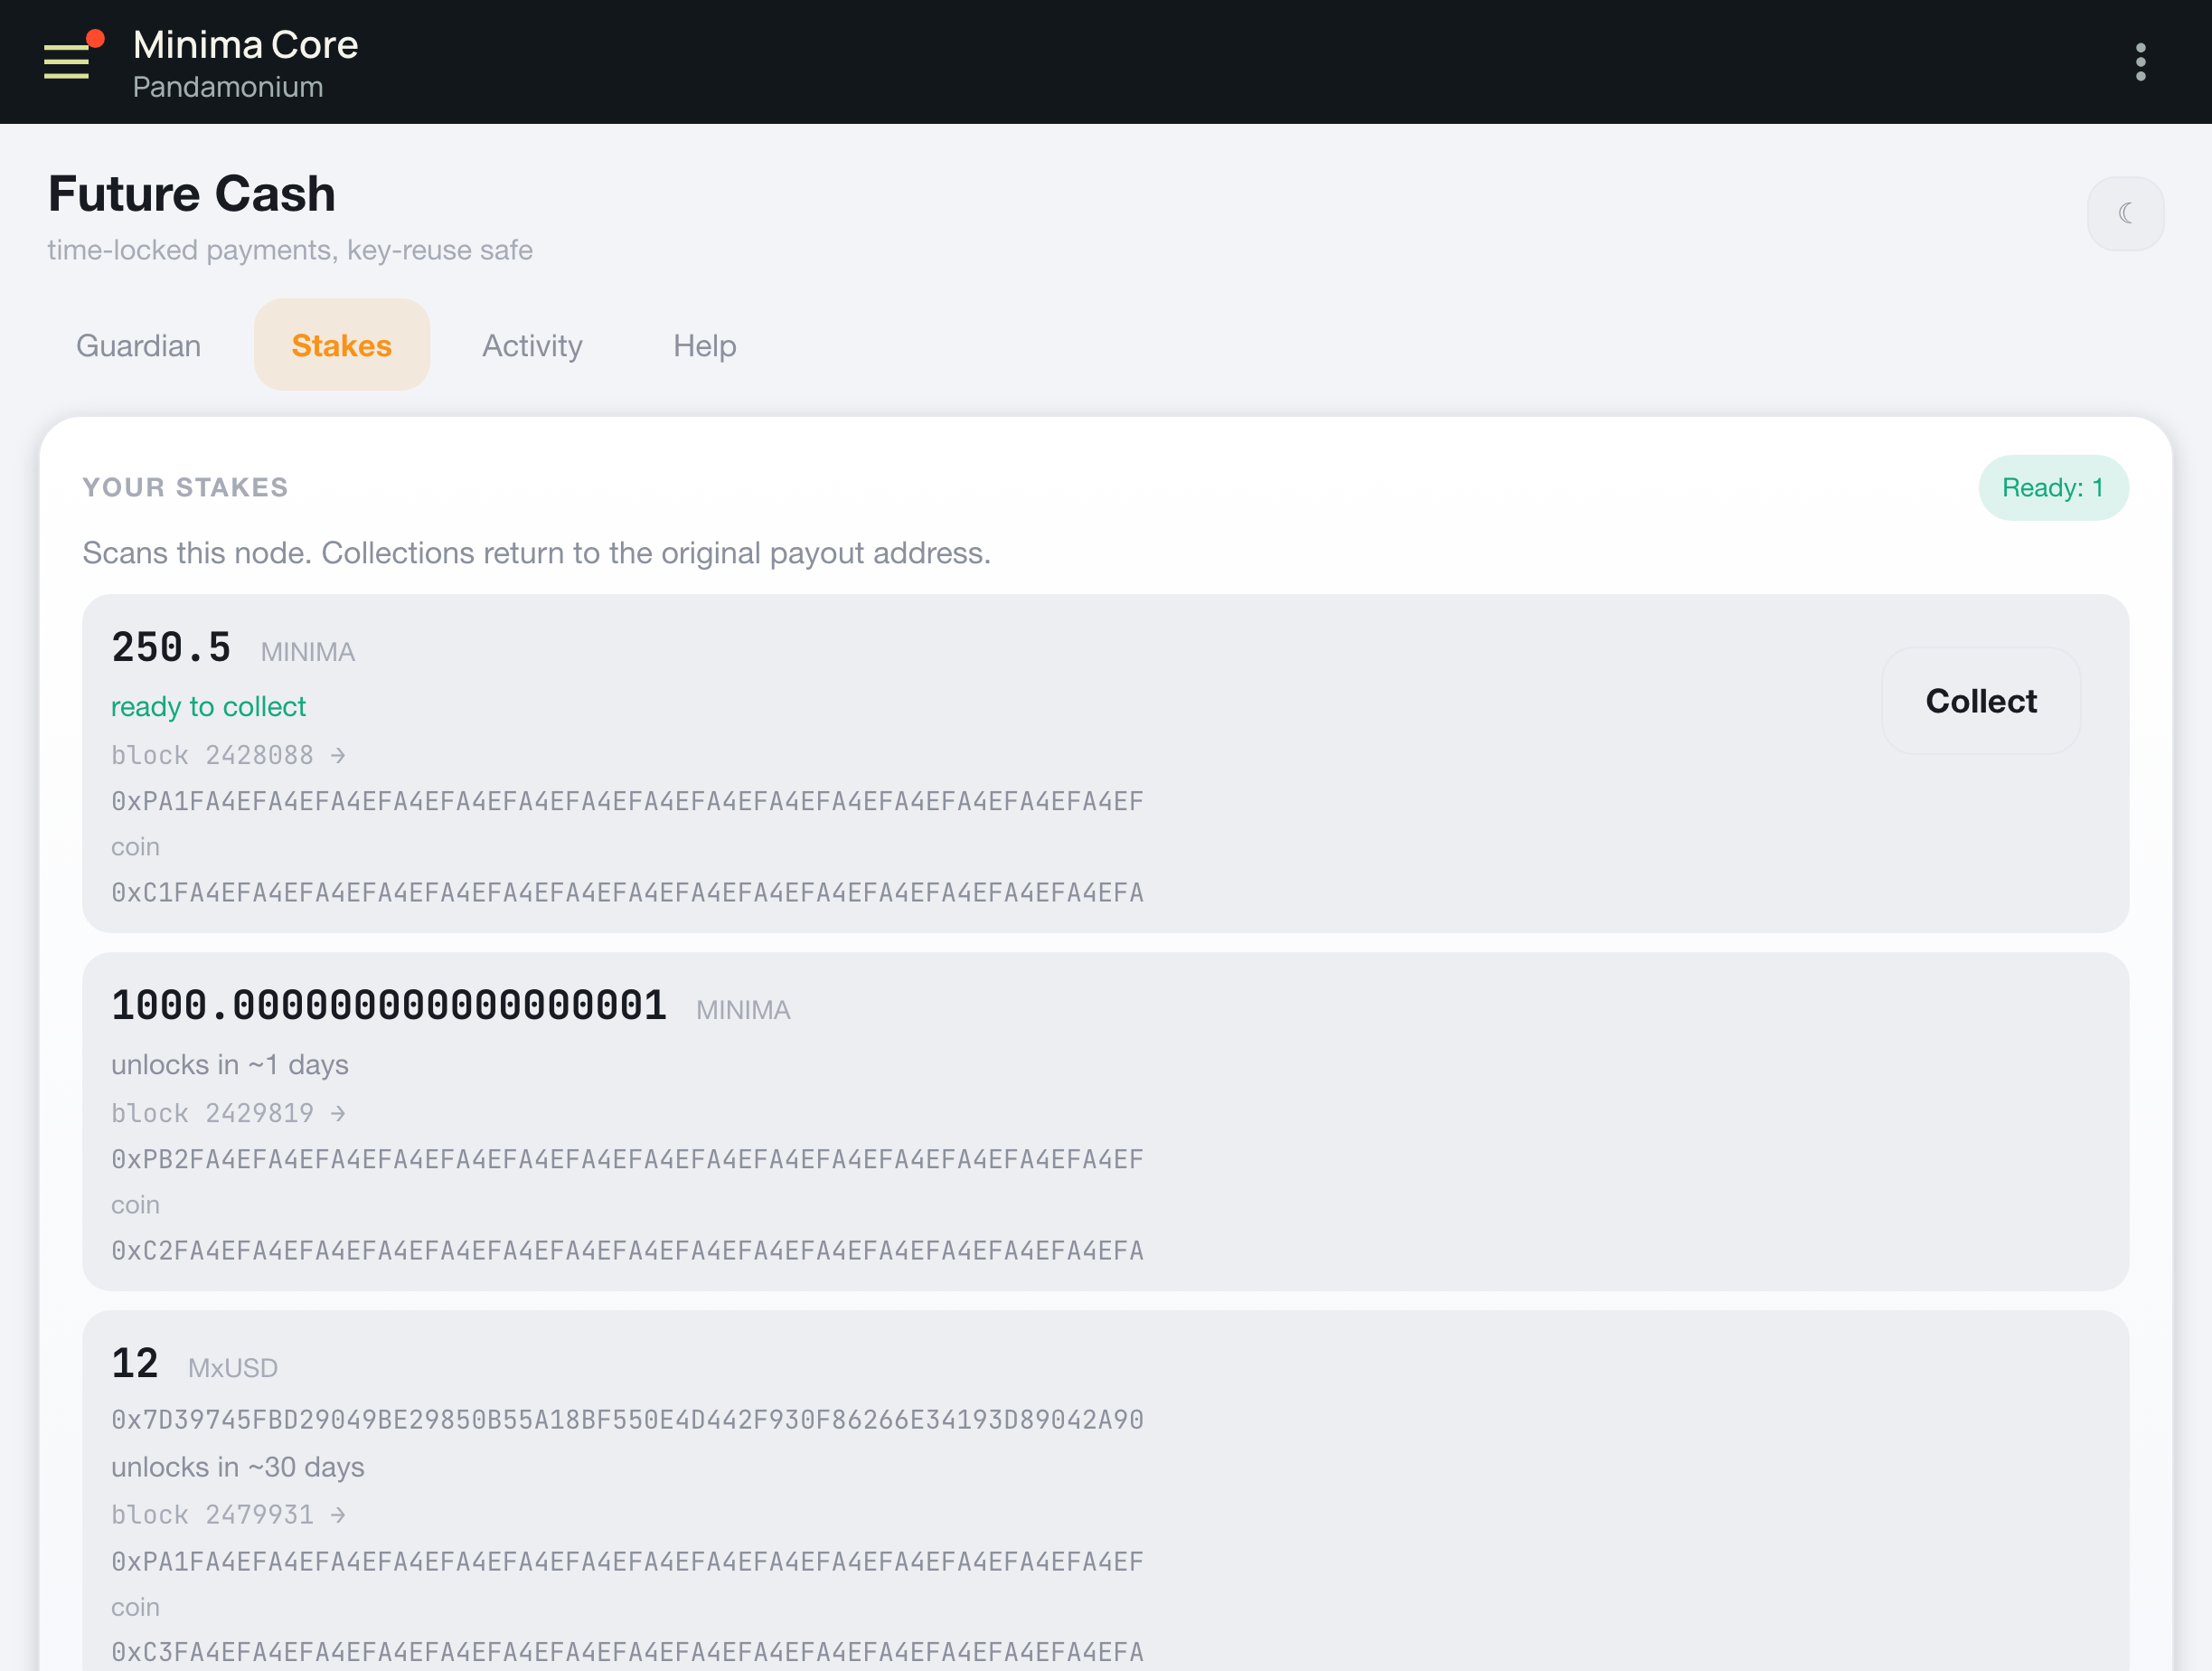 Minima Core
Pandamonium
Future Cash
time-locked payments, key-reuse safe
Guardian Stakes Activity Help
YOUR STAKES
Ready: 1
Scans this node. Collections return to the original payout address.
250.5 MINIMA
ready to collect
Collect
block 2428088 →
0xPA1FA4EFA4EFA4EFA4EFA4EFA4EFA4EFA4EFA4EFA4EFA4EFA4EFA4EFA4EFA4EF
coin
0xC1FA4EFA4EFA4EFA4EFA4EFA4EFA4EFA4EFA4EFA4EFA4EFA4EFA4EFA4EFA4EFA
1000.000000000000000001 MINIMA
unlocks in ~1 days
block 2429819 →
0xPB2FA4EFA4EFA4EFA4EFA4EFA4EFA4EFA4EFA4EFA4EFA4EFA4EFA4EFA4EFA4EF
coin
0xC2FA4EFA4EFA4EFA4EFA4EFA4EFA4EFA4EFA4EFA4EFA4EFA4EFA4EFA4EFA4EFA
12 MxUSD
0x7D39745FBD29049BE29850B55A18BF550E4D442F930F86266E34193D89042A90
unlocks in ~30 days
block 2479931 →
0xPA1FA4EFA4EFA4EFA4EFA4EFA4EFA4EFA4EFA4EFA4EFA4EFA4EFA4EFA4EFA4EF
coin
0xC3FA4EFA4EFA4EFA4EFA4EFA4EFA4EFA4EFA4EFA4EFA4EFA4EFA4EFA4EFA4EFA